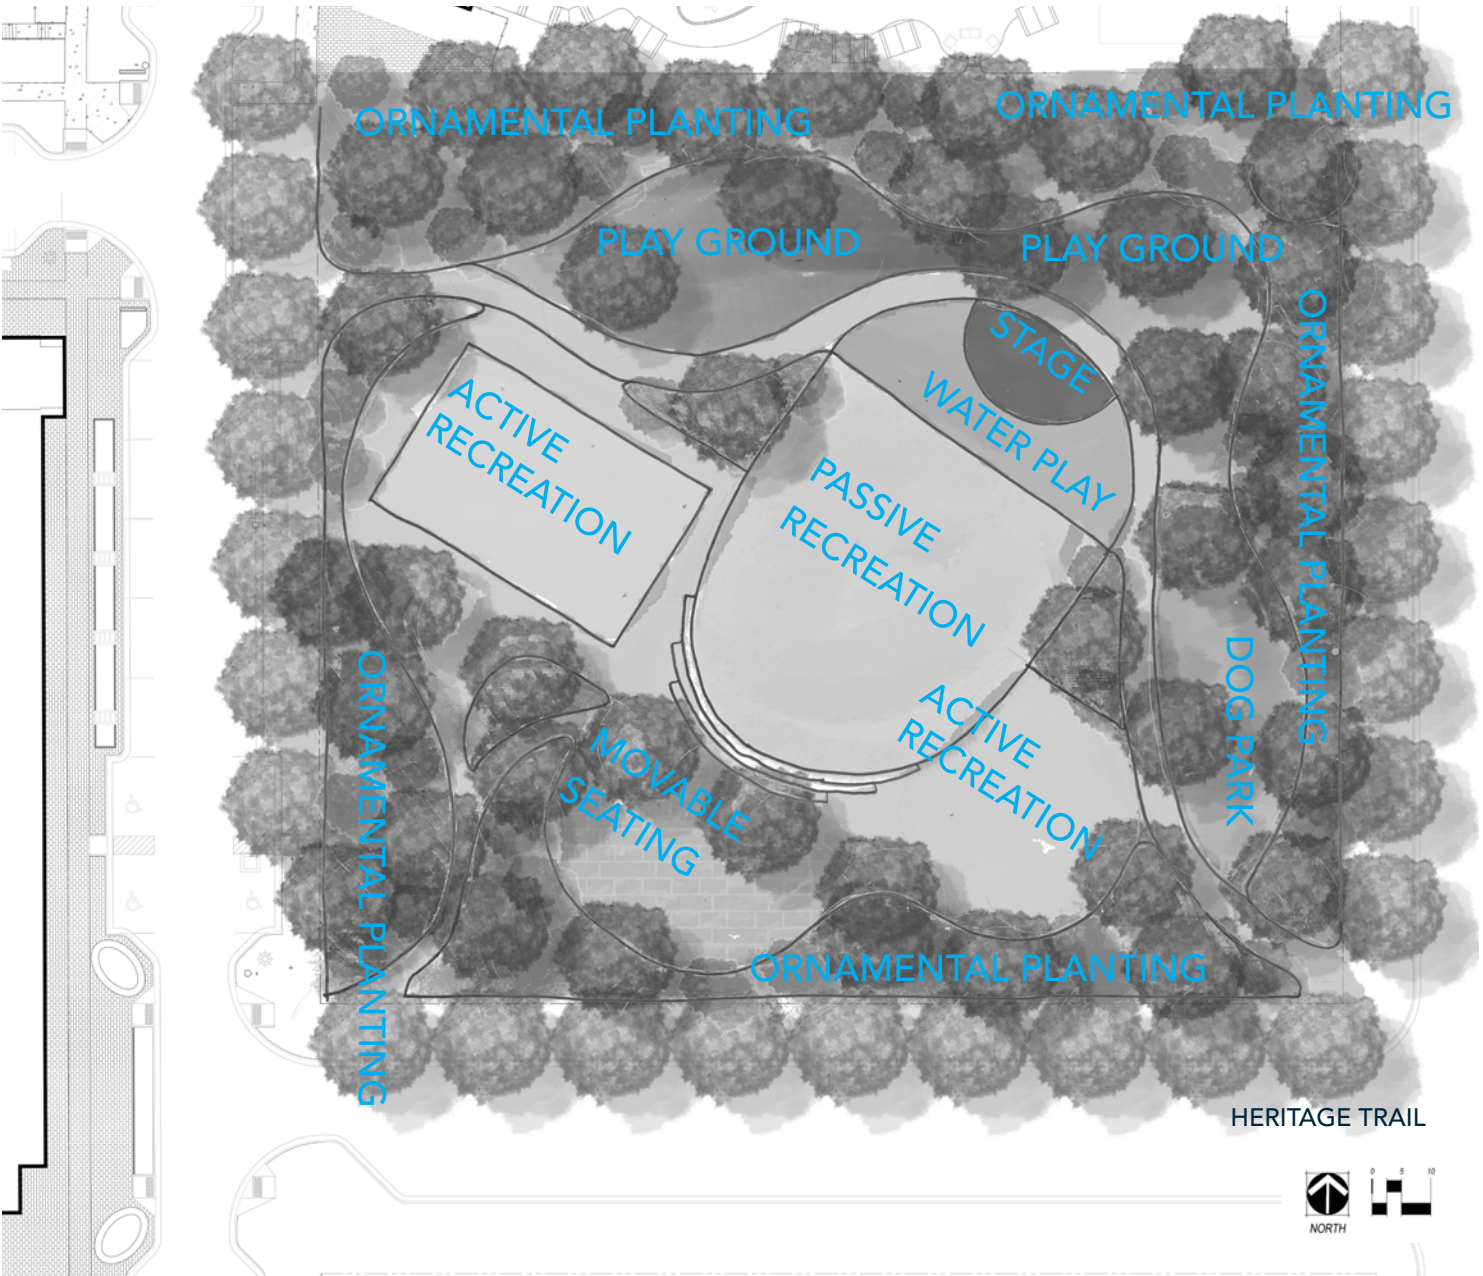 ORNAMENTAL PLANTING
ORNAMENTAL PLANTING
PLAY GROUND
PLAY GROUND
STAGE
WATER PLAY
ACTIVE
RECREATION
PASSIVE
RECREATION
ORNAMENTAL PLANTING
DOG PARK
ACTIVE
RECREATION
MOVABLE
SEATING
ORNAMENTAL PLANTING
ORNAMENTAL PLANTING
HERITAGE TRAIL
0 5 10
NORTH